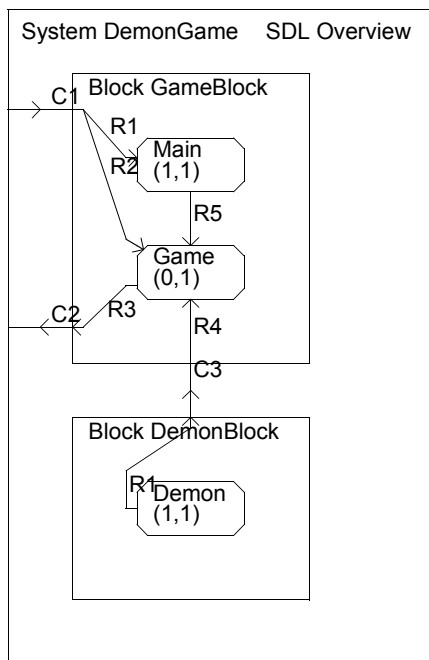 System DemonGame SDL Overview
Block GameBlock
C1
R1
Main
R2
(1,1)
R5
Game
(0,1)
C2
R3
R4
C3
Block DemonBlock
R1
Demon
(1,1)